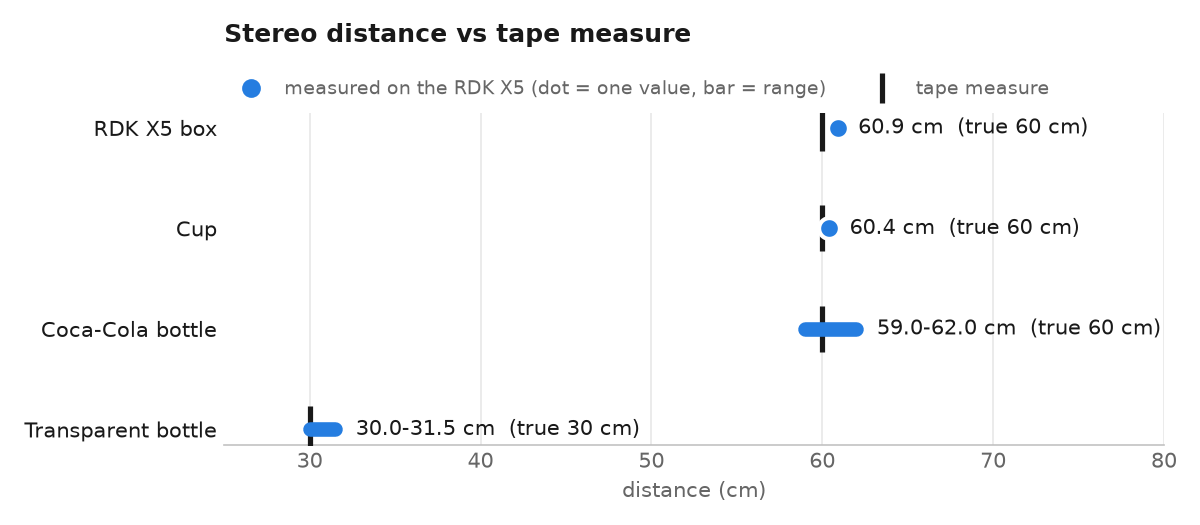 Stereo distance vs tape measure
measured on the RDK X5 (dot = one value, bar = range)
tape measure
RDK X5 box
60.9 cm  (true 60 cm)
Cup
60.4 cm  (true 60 cm)
Coca-Cola bottle
59.0-62.0 cm  (true 60 cm)
Transparent bottle
30.0-31.5 cm  (true 30 cm)
30 40 50 60 70 80
distance (cm)